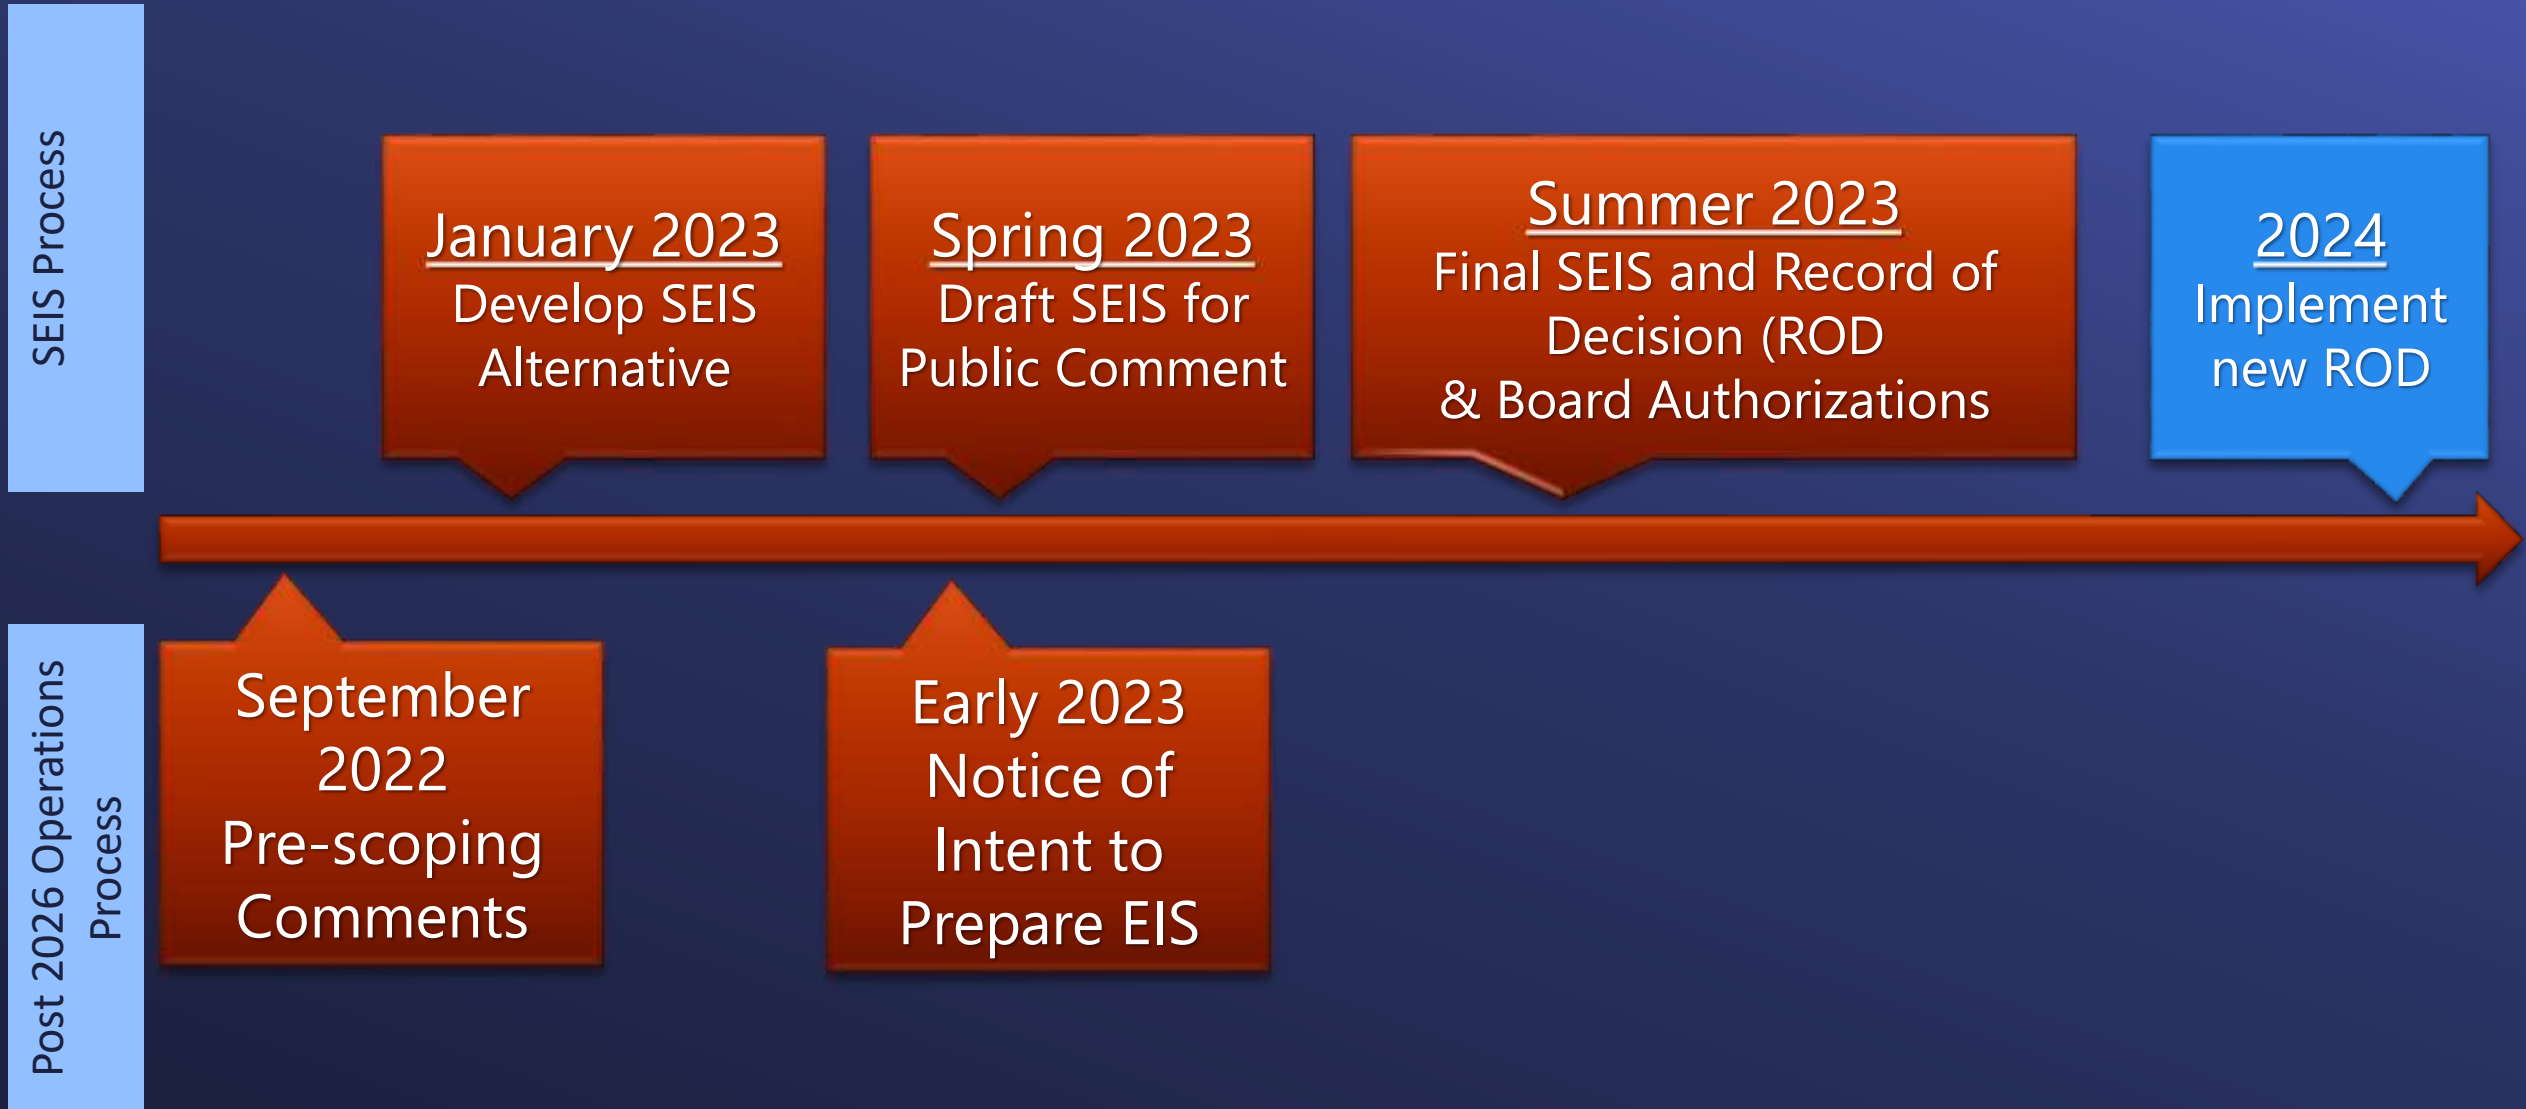 SEIS Process
January 2023
Develop SEIS
Alternative
Spring 2023
Draft SEIS for
Public Comment
Summer 2023
Final SEIS and Record of
Decision (ROD
& Board Authorizations
2024
Implement
new ROD
Post 2026 Operations
Process
September
2022
Pre-scoping
Comments
Early 2023
Notice of
Intent to
Prepare EIS